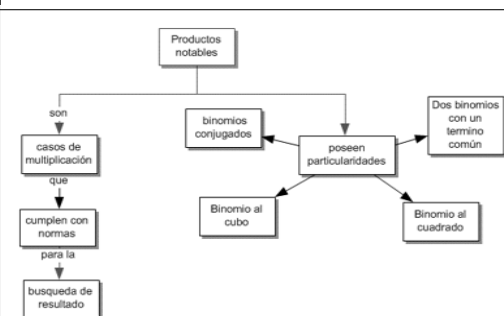 Productos
notables
son
casos de
multiplicación
que
cumplen con
normas
para la
busqueda de
resultado
poseen
particularidades
binomios
conjugados
Dos binomios
con un
termino
común
Binomio al
cubo
Binomio al
cuadrado